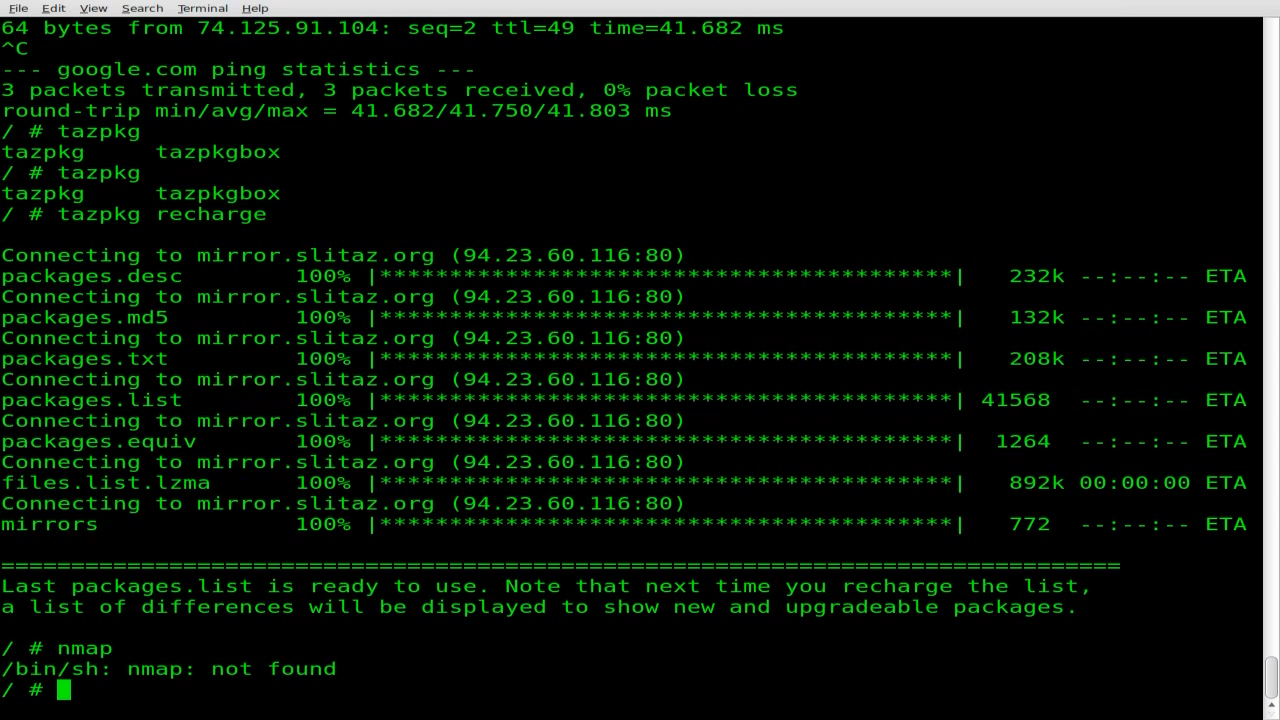 File Edit View Search Terminal Help
64 bytes from 74.125.91.104: seq=2 ttl=49 time=41.682 ms
^C
--- google.com ping statistics ---
3 packets transmitted, 3 packets received, 0% packet loss
round-trip min/avg/max = 41.682/41.750/41.803 ms
/ # tazpkg
tazpkg     tazpkgbox
/ # tazpkg
tazpkg     tazpkgbox
/ # tazpkg recharge
Connecting to mirror.slitaz.org (94.23.60.116:80)
packages.desc        100% |*****************************************|   232k --:--:-- ETA
Connecting to mirror.slitaz.org (94.23.60.116:80)
packages.md5         100% |*****************************************|   132k --:--:-- ETA
Connecting to mirror.slitaz.org (94.23.60.116:80)
packages.txt         100% |*****************************************|   208k --:--:-- ETA
Connecting to mirror.slitaz.org (94.23.60.116:80)
packages.list        100% |*****************************************| 41568  --:--:-- ETA
Connecting to mirror.slitaz.org (94.23.60.116:80)
packages.equiv       100% |*****************************************|  1264  --:--:-- ETA
Connecting to mirror.slitaz.org (94.23.60.116:80)
files.list.lzma      100% |*****************************************|   892k 00:00:00 ETA
Connecting to mirror.slitaz.org (94.23.60.116:80)
mirrors              100% |*****************************************|   772  --:--:-- ETA
================================================================================
Last packages.list is ready to use. Note that next time you recharge the list,
a list of differences will be displayed to show new and upgradeable packages.
/ # nmap
/bin/sh: nmap: not found
/ #